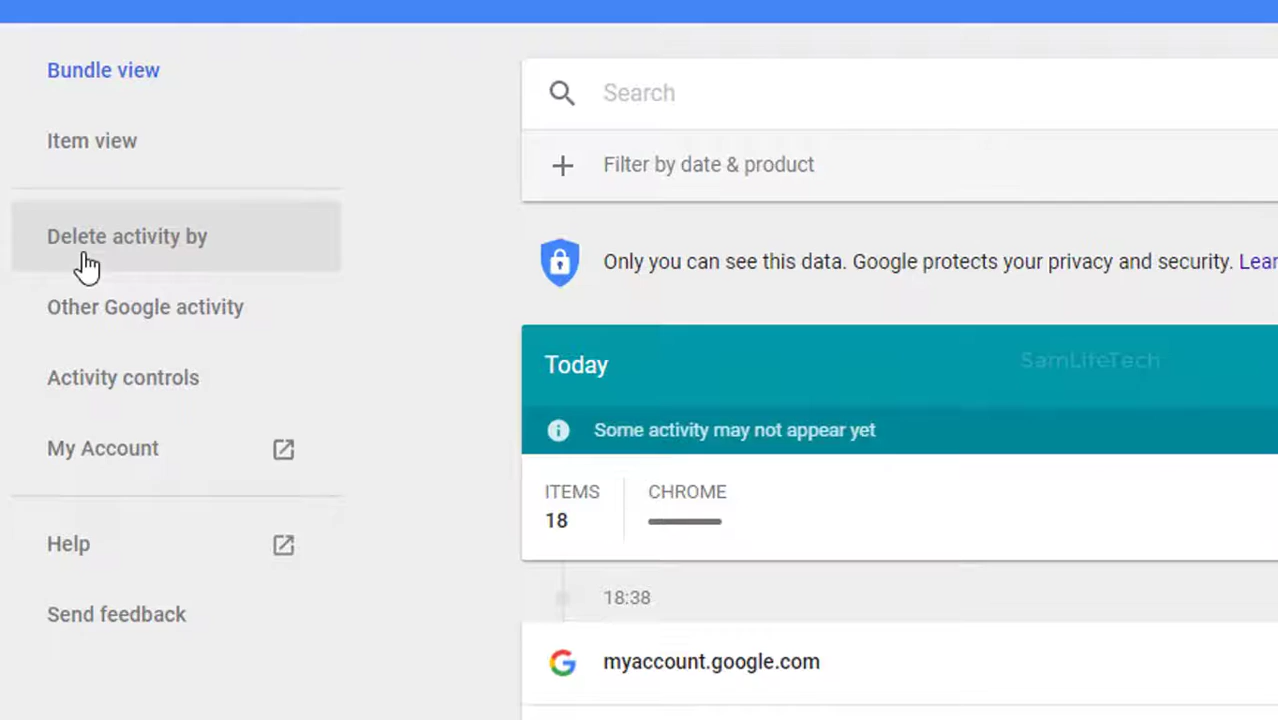 Bundle view
Item view
Delete activity by
Other Google activity
Activity controls
My Account
Help
Send feedback
Search
Filter by date & product
Only you can see this data. Google protects your privacy and security. Lear
Today
SamLifeTech
Some activity may not appear yet
ITEMS
18
CHROME
18:38
myaccount.google.com